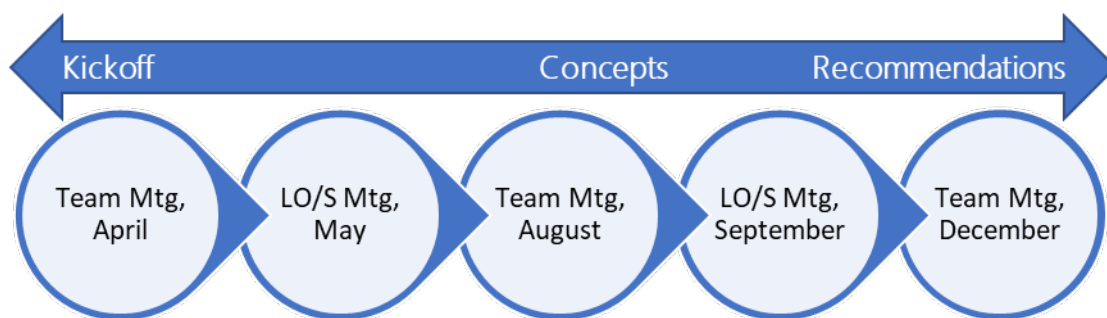 Kickoff Concepts Recommendations
Team Mtg,
April
LO/S Mtg,
May
Team Mtg,
August
LO/S Mtg,
September
Team Mtg,
December